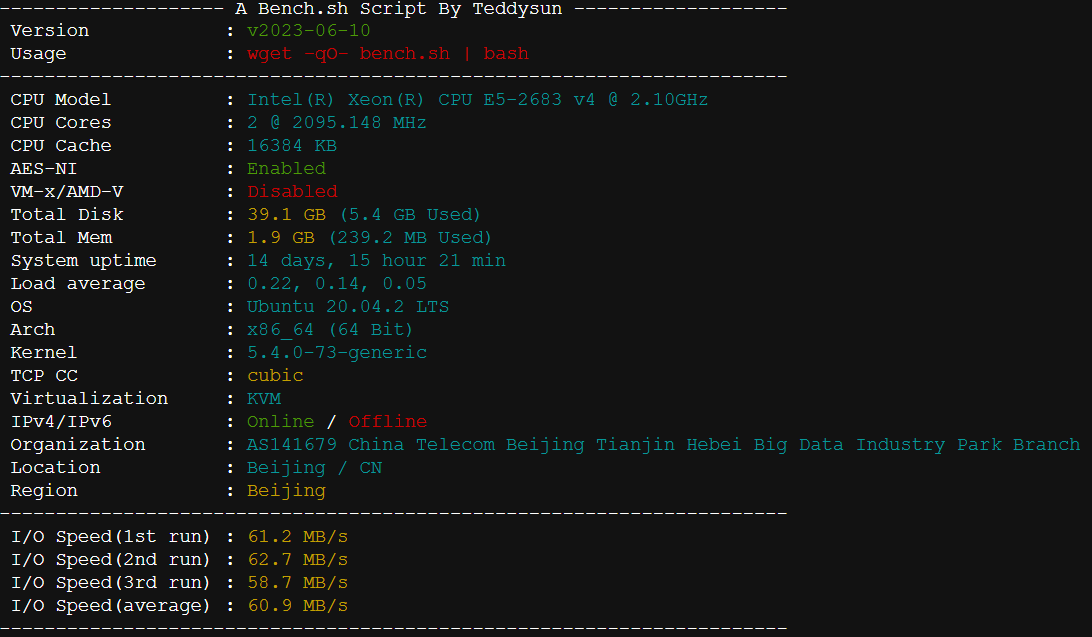 -------------------- A Bench.sh Script By Teddysun -------------------
Version            : v2023-06-10
Usage              : wget -qO- bench.sh | bash
----------------------------------------------------------------------
CPU Model          : Intel(R) Xeon(R) CPU E5-2683 v4 @ 2.10GHz
CPU Cores          : 2 @ 2095.148 MHz
CPU Cache          : 16384 KB
AES-NI             : Enabled
VM-x/AMD-V         : Disabled
Total Disk         : 39.1 GB (5.4 GB Used)
Total Mem          : 1.9 GB (239.2 MB Used)
System uptime      : 14 days, 15 hour 21 min
Load average       : 0.22, 0.14, 0.05
OS                 : Ubuntu 20.04.2 LTS
Arch               : x86_64 (64 Bit)
Kernel             : 5.4.0-73-generic
TCP CC             : cubic
Virtualization     : KVM
IPv4/IPv6          : Online / Offline
Organization       : AS141679 China Telecom Beijing Tianjin Hebei Big Data Industry Park Branch
Location           : Beijing / CN
Region             : Beijing
----------------------------------------------------------------------
I/O Speed(1st run) : 61.2 MB/s
I/O Speed(2nd run) : 62.7 MB/s
I/O Speed(3rd run) : 58.7 MB/s
I/O Speed(average) : 60.9 MB/s
----------------------------------------------------------------------